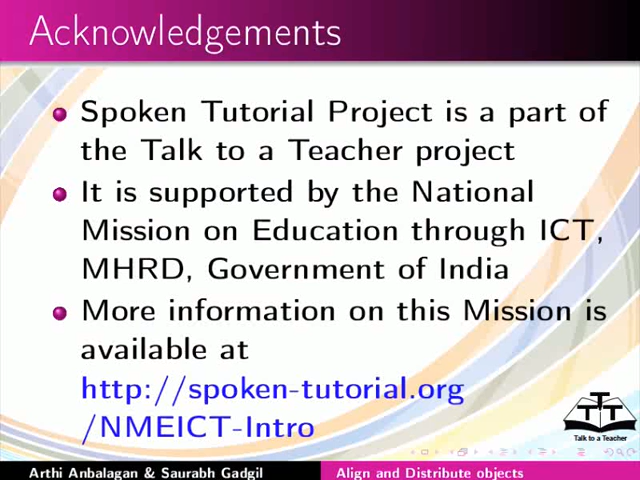 Acknowledgements
Spoken Tutorial Project is a part of
the Talk to a Teacher project
It is supported by the National
Mission on Education through ICT,
MHRD, Government of India
More information on this Mission is
available at
http://spoken-tutorial.org
/NMEICT-Intro
TTT
Talk to a Teacher
Arthi Anbalagan & Saurabh Gadgil
Align and Distribute objects